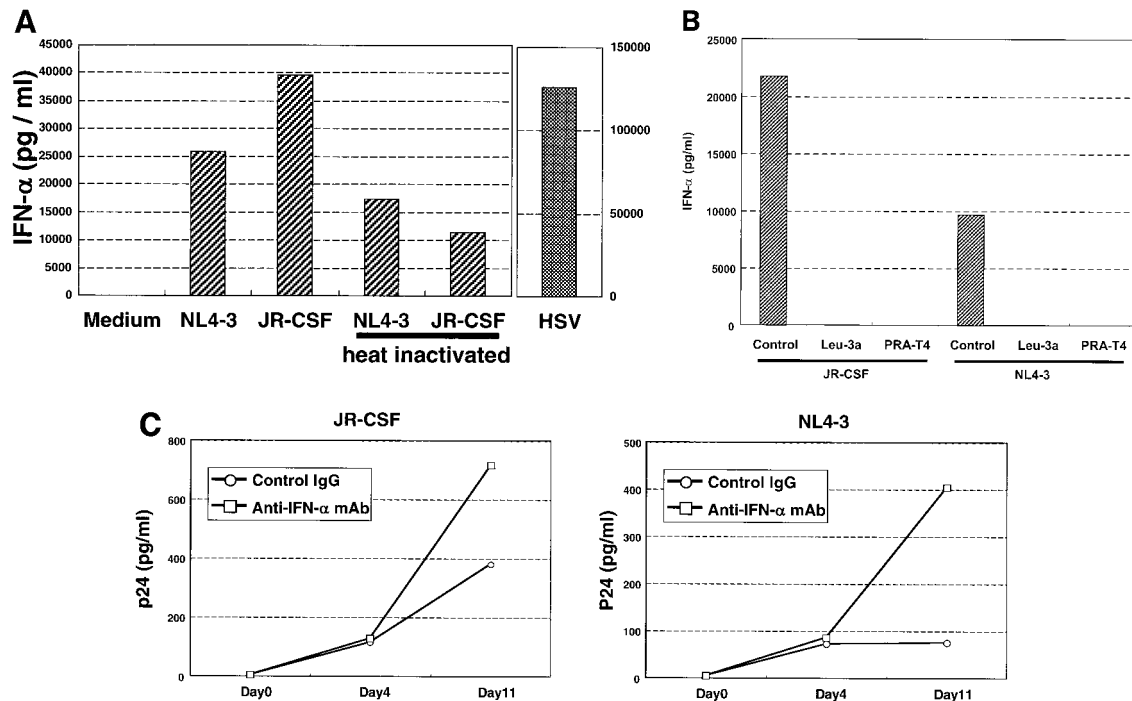 A
IFN-α (pg / ml)
45000
40000
35000
30000
25000
20000
15000
10000
5000
0
Medium NL4-3 JR-CSF NL4-3 JR-CSF
heat inactivated
150000
100000
50000
0
HSV
B
IFN-α (pg/ml)
25000
20000
15000
10000
5000
0
Control Leu-3a PRA-T4 Control Leu-3a PRA-T4
JR-CSF NL4-3
C
JR-CSF
p24 (pg/ml)
800
600
400
200
0
Control IgG
Anti-IFN-α mAb
Day0 Day4 Day11
NL4-3
P24 (pg/ml)
500
400
300
200
100
0
Control IgG
Anti-IFN-α mAb
Day0 Day4 Day11